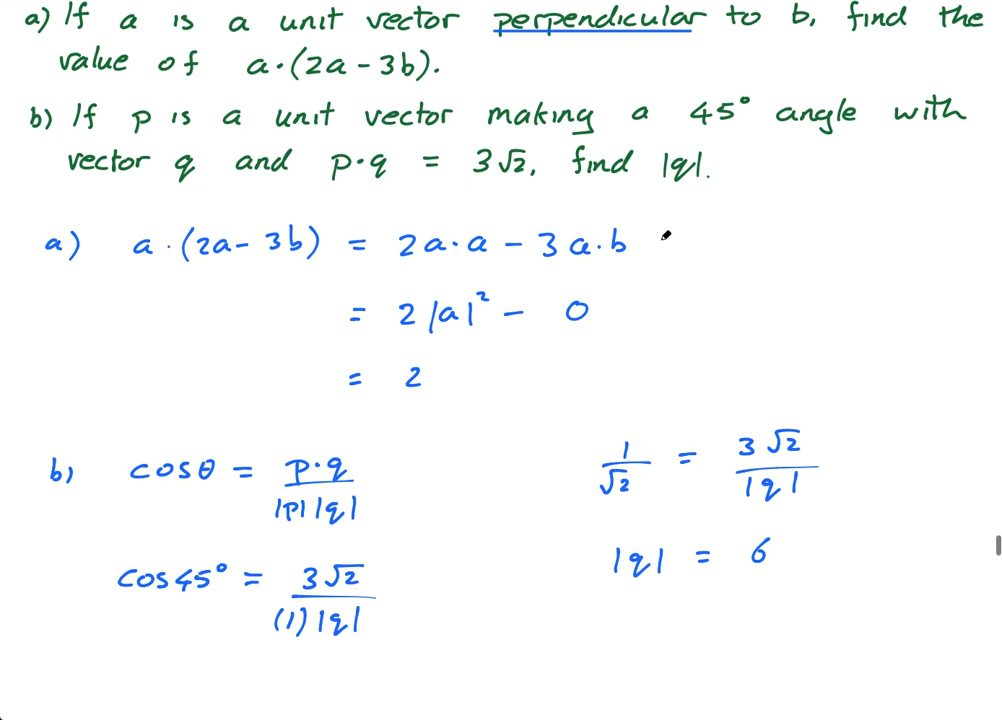 a) If a is a unit vector perpendicular to b, find the
value of a·(2a - 3b).
b) If p is a unit vector making a 45° angle with
vector q and p·q = 3√2, find |q|.
a) a·(2a - 3b) = 2a·a - 3a·b
= 2|a|² - 0
= 2
b) cosθ = p·q / |p||q|
cos45° = 3√2 / (1)|q|
1/√2 = 3√2 / |q|
|q| = 6